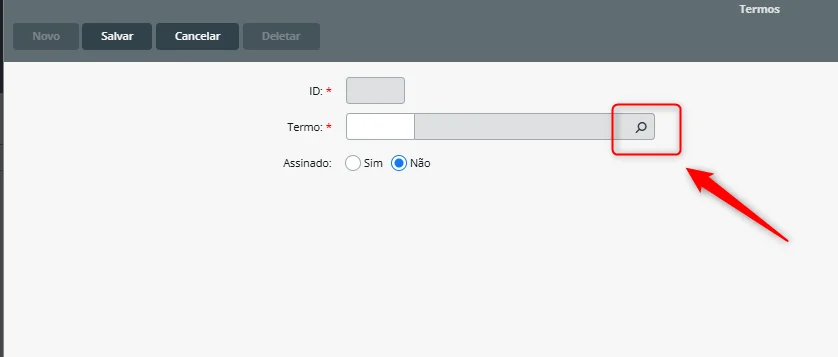 Termos
Novo Salvar Cancelar Deletar
ID: *
Termo: *
Assinado: Sim Não